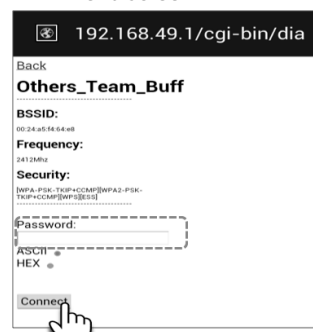 192.168.49.1/cgi-bin/dia
Back
Others_Team_Buff
BSSID:
00:24:a5:f4:64:e8
Frequency:
2412Mhz
Security:
[WPA-PSK-TKIP+CCMP][WPA2-PSK-
TKIP+CCMP][WPS][ESS]
Password:
ASCII
HEX
Connect